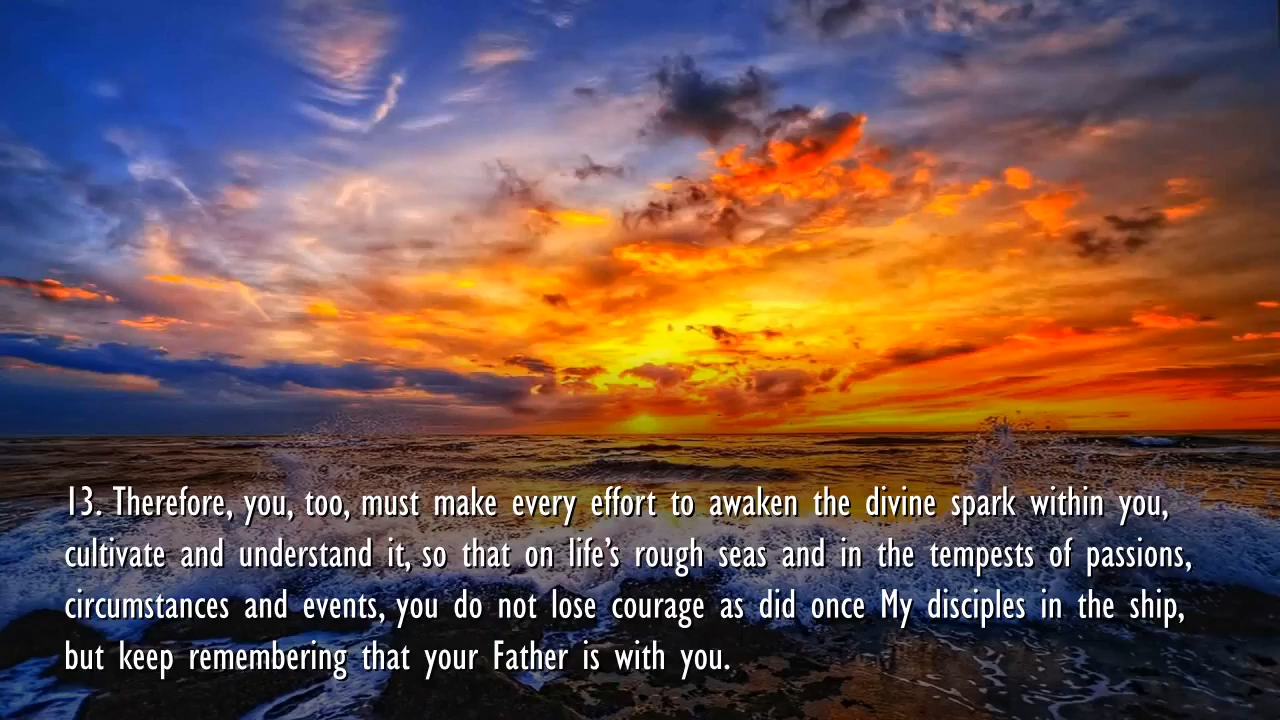 13. Therefore, you, too, must make every effort to awaken the divine spark within you,
cultivate and understand it, so that on life’s rough seas and in the tempests of passions,
circumstances and events, you do not lose courage as did once My disciples in the ship,
but keep remembering that your Father is with you.